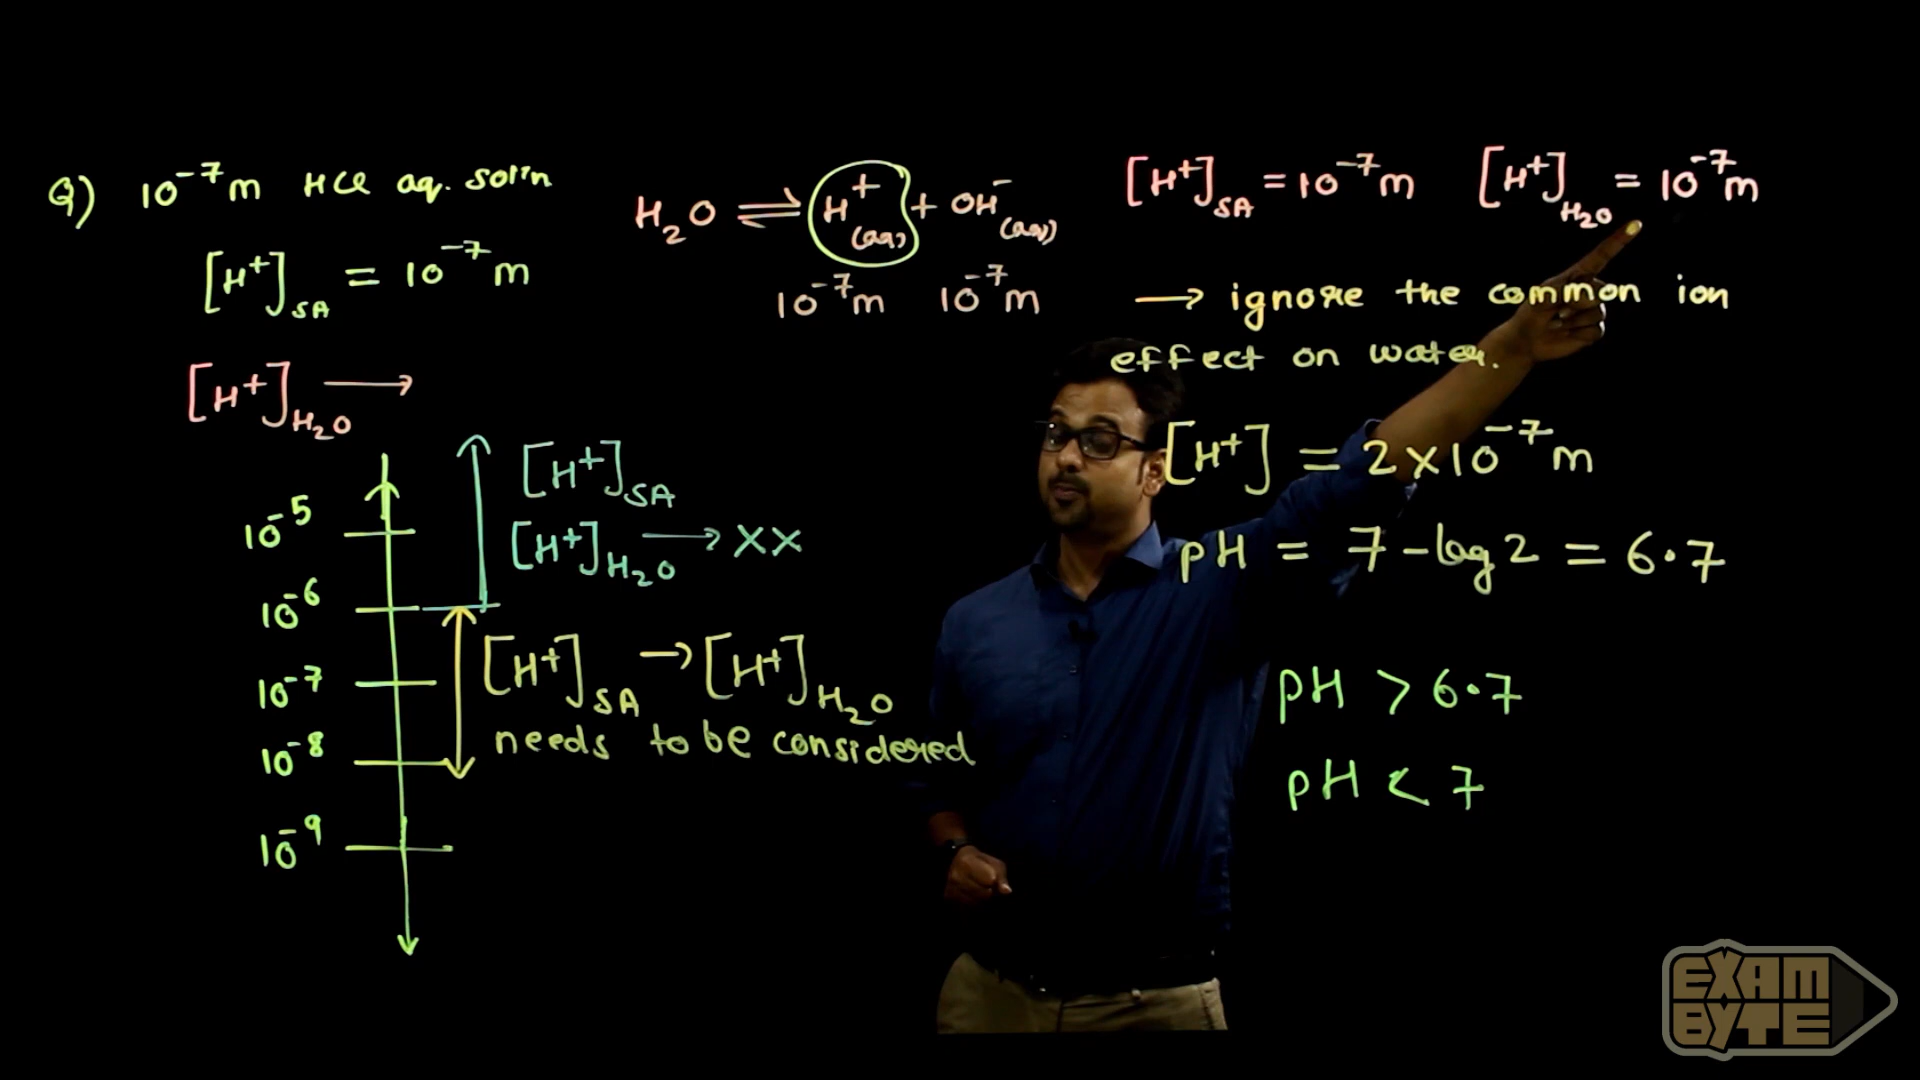 Q) 10⁻⁷m HCl aq. sol'n
[H⁺]SA = 10⁻⁷m
[H⁺]H₂O →
10⁻⁵
10⁻⁶
10⁻⁷
10⁻⁸
10⁻⁹
[H⁺]SA
[H⁺]H₂O → XX
[H⁺]SA → [H⁺]H₂O
needs to be considered
H₂O ⇌ H⁺(aq) + OH⁻(aq)
10⁻⁷m 10⁻⁷m
[H⁺]SA = 10⁻⁷m [H⁺]H₂O = 10⁻⁷m
→ ignore the common ion
effect on water.
[H⁺] = 2×10⁻⁷m
pH = 7 - log 2 = 6.7
pH > 6.7
pH < 7
EXAM
BYTE